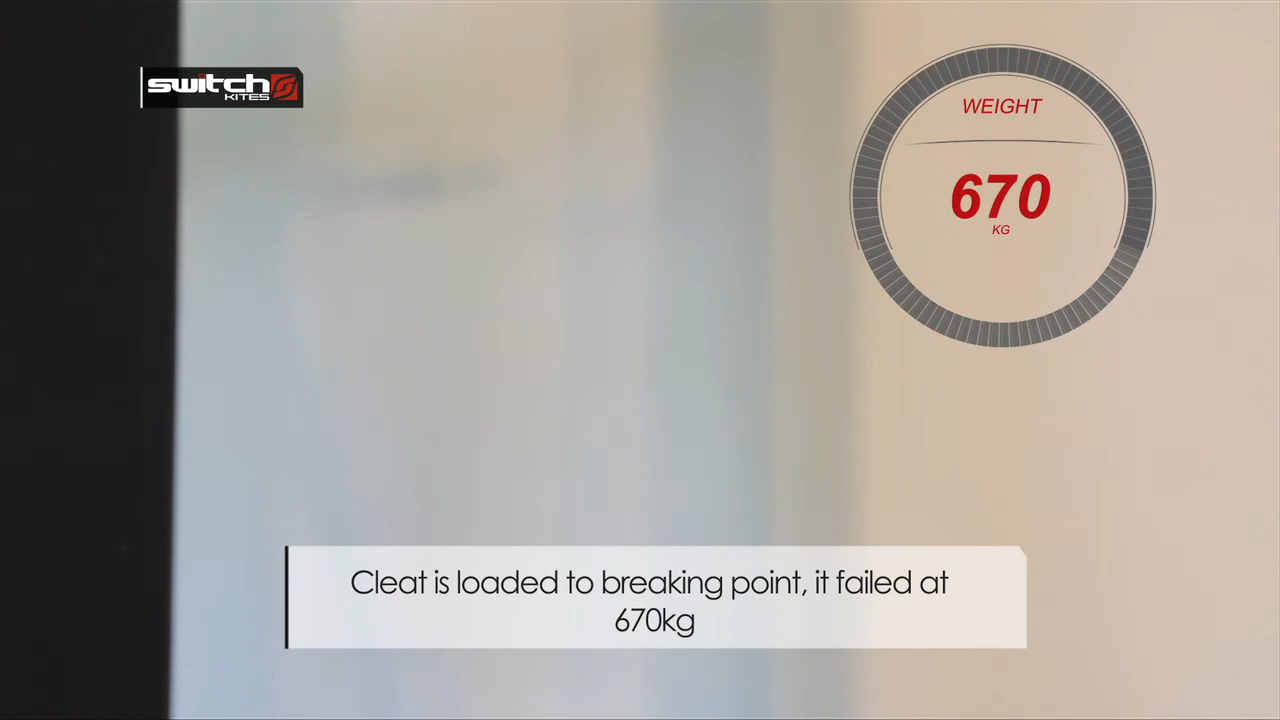 switch
KITES
WEIGHT
670
KG
Cleat is loaded to breaking point, it failed at
670kg